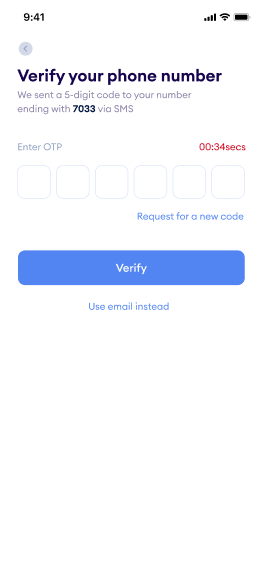 9:41
Verify your phone number
We sent a 5-digit code to your number
ending with 7033 via SMS
Enter OTP 00:34secs
Request for a new code
Verify
Use email instead